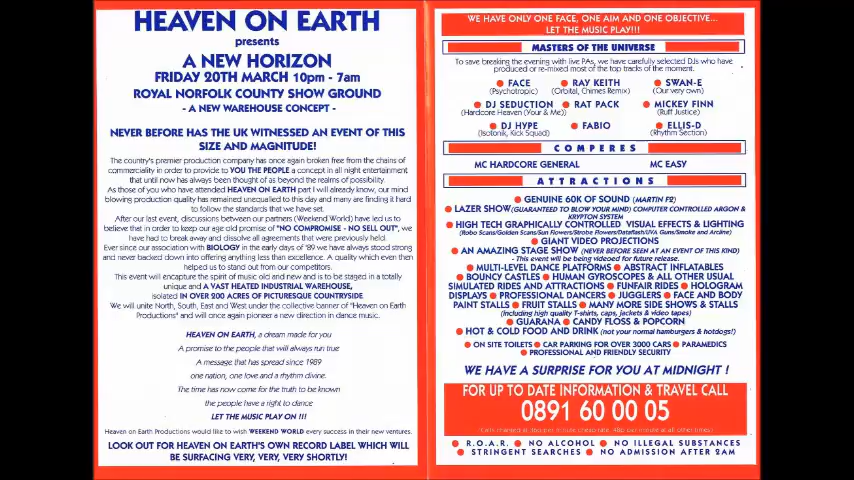 HEAVEN ON EARTH
presents
A NEW HORIZON
FRIDAY 20TH MARCH 10pm - 7am
ROYAL NORFOLK COUNTY SHOW GROUND
- A NEW WAREHOUSE CONCEPT -
NEVER BEFORE HAS THE UK WITNESSED AN EVENT OF THIS
SIZE AND MAGNITUDE!
The country's premier production company has once again broken free from the chains of
commerciality in order to provide to YOU THE PEOPLE a concept in all night entertainment
that until now has always been thought of as beyond the realms of possibility.
As those of you who have attended HEAVEN ON EARTH part 1 will already know, our mind
blowing production quality has remained unequalled to this day and many are finding it hard
to follow the standards that we have set.
After our last event, discussions between our partners (Weekend World) have led us to
believe that in order to keep our age old promise of "NO COMPROMISE - NO SELL OUT", we
have had to break away and dissolve all agreements that were previously held.
Ever since our association with BIOLOGY in the early days of '89 we have always stood strong
and never backed down into offering anything less than excellence. A quality which even then
helped us to stand out from our competitors.
This event will encapture the spirit of music old and new and is to be staged in a totally
unique and A VAST HEATED INDUSTRIAL WAREHOUSE,
isolated IN OVER 200 ACRES OF PICTURESQUE COUNTRYSIDE.
We will unite North, South, East and West under the collective banner of "Heaven on Earth
Productions" and will once again pioneer a new direction in dance music.
HEAVEN ON EARTH, a dream made for you
A promise to the people that will always run true
A message that has spread since 1989
one nation, one love and a rhythm divine.
The time has now come for the truth to be known
the people have a right to dance
LET THE MUSIC PLAY ON !!!
Heaven on Earth Productions would like to wish WEEKEND WORLD every success in their new ventures.
LOOK OUT FOR HEAVEN ON EARTH'S OWN RECORD LABEL WHICH WILL
BE SURFACING VERY, VERY, VERY SHORTLY!
WE HAVE ONLY ONE FACE, ONE AIM AND ONE OBJECTIVE...
LET THE MUSIC PLAY!!!
MASTERS OF THE UNIVERSE
To save breaking the evening with live PAs, we have carefully selected DJs who have
produced or re-mixed most of the top tracks of the moment.
● FACE ● RAY KEITH ● SWAN-E
(Psychotropic) (Orbital, Chimes Remix) (Our very own)
● DJ SEDUCTION ● RAT PACK ● MICKEY FINN
(Hardcore Heaven (Your & Me)) (Ruff Justice)
● DJ HYPE ● FABIO ● ELLIS-D
(Isotonik, Kick Squad) (Rhythm Section)
COMPERES
MC HARDCORE GENERAL MC EASY
ATTRACTIONS
● GENUINE 60K OF SOUND (MARTIN F2)
● LAZER SHOW (GUARANTEED TO BLOW YOUR MIND) COMPUTER CONTROLLED ARGON &
KRYPTON SYSTEM
● HIGH TECH GRAPHICALLY CONTROLLED VISUAL EFFECTS & LIGHTING
(Robo Scans/Golden Scans/Sun Flowers/Strobe Flowers/Dataflash/UVA Guns/Smoke and Arcline)
● GIANT VIDEO PROJECTIONS
● AN AMAZING STAGE SHOW (NEVER BEFORE SEEN AT AN EVENT OF THIS KIND)
- This event will be being videoed for future release.
● MULTI-LEVEL DANCE PLATFORMS ● ABSTRACT INFLATABLES
● BOUNCY CASTLES ● HUMAN GYROSCOPES & ALL OTHER USUAL
SIMULATED RIDES AND ATTRACTIONS ● FUNFAIR RIDES ● HOLOGRAM
DISPLAYS ● PROFESSIONAL DANCERS ● JUGGLERS ● FACE AND BODY
PAINT STALLS ● FRUIT STALLS ● MANY MORE SIDE SHOWS & STALLS
(including high quality T-shirts, caps, jackets & video tapes)
● GUARANA ● CANDY FLOSS & POPCORN
● HOT & COLD FOOD AND DRINK (not your normal hamburgers & hotdogs!)
● ON SITE TOILETS ● CAR PARKING FOR OVER 3000 CARS ● PARAMEDICS
● PROFESSIONAL AND FRIENDLY SECURITY
WE HAVE A SURPRISE FOR YOU AT MIDNIGHT !
FOR UP TO DATE INFORMATION & TRAVEL CALL
0891 60 00 05
● R.O.A.R. ● NO ALCOHOL ● NO ILLEGAL SUBSTANCES
● STRINGENT SEARCHES ● NO ADMISSION AFTER 2AM